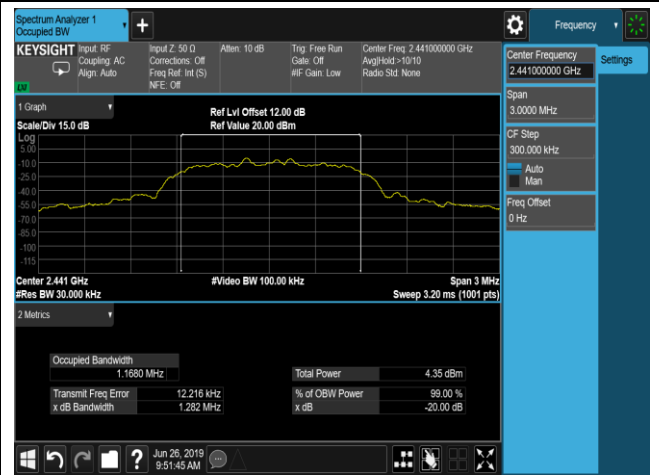 Spectrum Analyzer 1
Occupied BW
Frequency
KEYSIGHT
Input: RF
Coupling: AC
Align: Auto
Input Z: 50 Ω
Corrections: Off
Freq Ref: Int (S)
NFE: Off
Atten: 10 dB
Trig: Free Run
Gate: Off
#IF Gain: Low
Center Freq: 2.441000000 GHz
Avg|Hold:>10/10
Radio Std: None
LXI
Center Frequency
2.441000000 GHz
Settings
Span
3.0000 MHz
CF Step
300.000 kHz
Auto
Man
Freq Offset
0 Hz
1 Graph
Scale/Div 15.0 dB
Ref Lvl Offset 12.00 dB
Ref Value 20.00 dBm
Log
5.00
-10.0
-25.0
-40.0
-55.0
-70.0
-85.0
-100
-115
Center 2.441 GHz
#Res BW 30.000 kHz
#Video BW 100.00 kHz
Span 3 MHz
Sweep 3.20 ms (1001 pts)
2 Metrics
Occupied Bandwidth
1.1680 MHz
Total Power 4.35 dBm
Transmit Freq Error 12.216 kHz
% of OBW Power 99.00 %
x dB Bandwidth 1.282 MHz
x dB -20.00 dB
?
Jun 26, 2019
9:51:45 AM